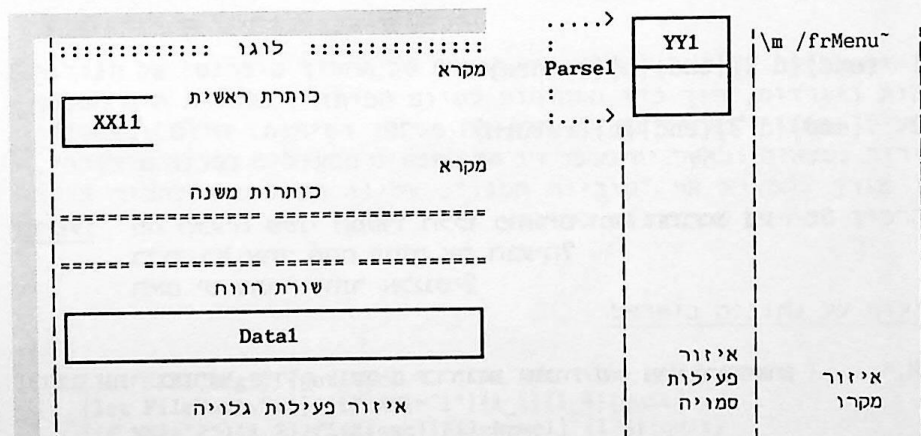 :::::::::::::: לוגו :::::::::::::
מקרא
כותרת ראשית
XX11
מקרא
כותרות משנה
שורת רווח
Data1
איזור פעילות גלויה
.....>
Parse1
.....>
YY1
איזור
פעילות
סמויה
\m /frMenu~
איזור
מקרו